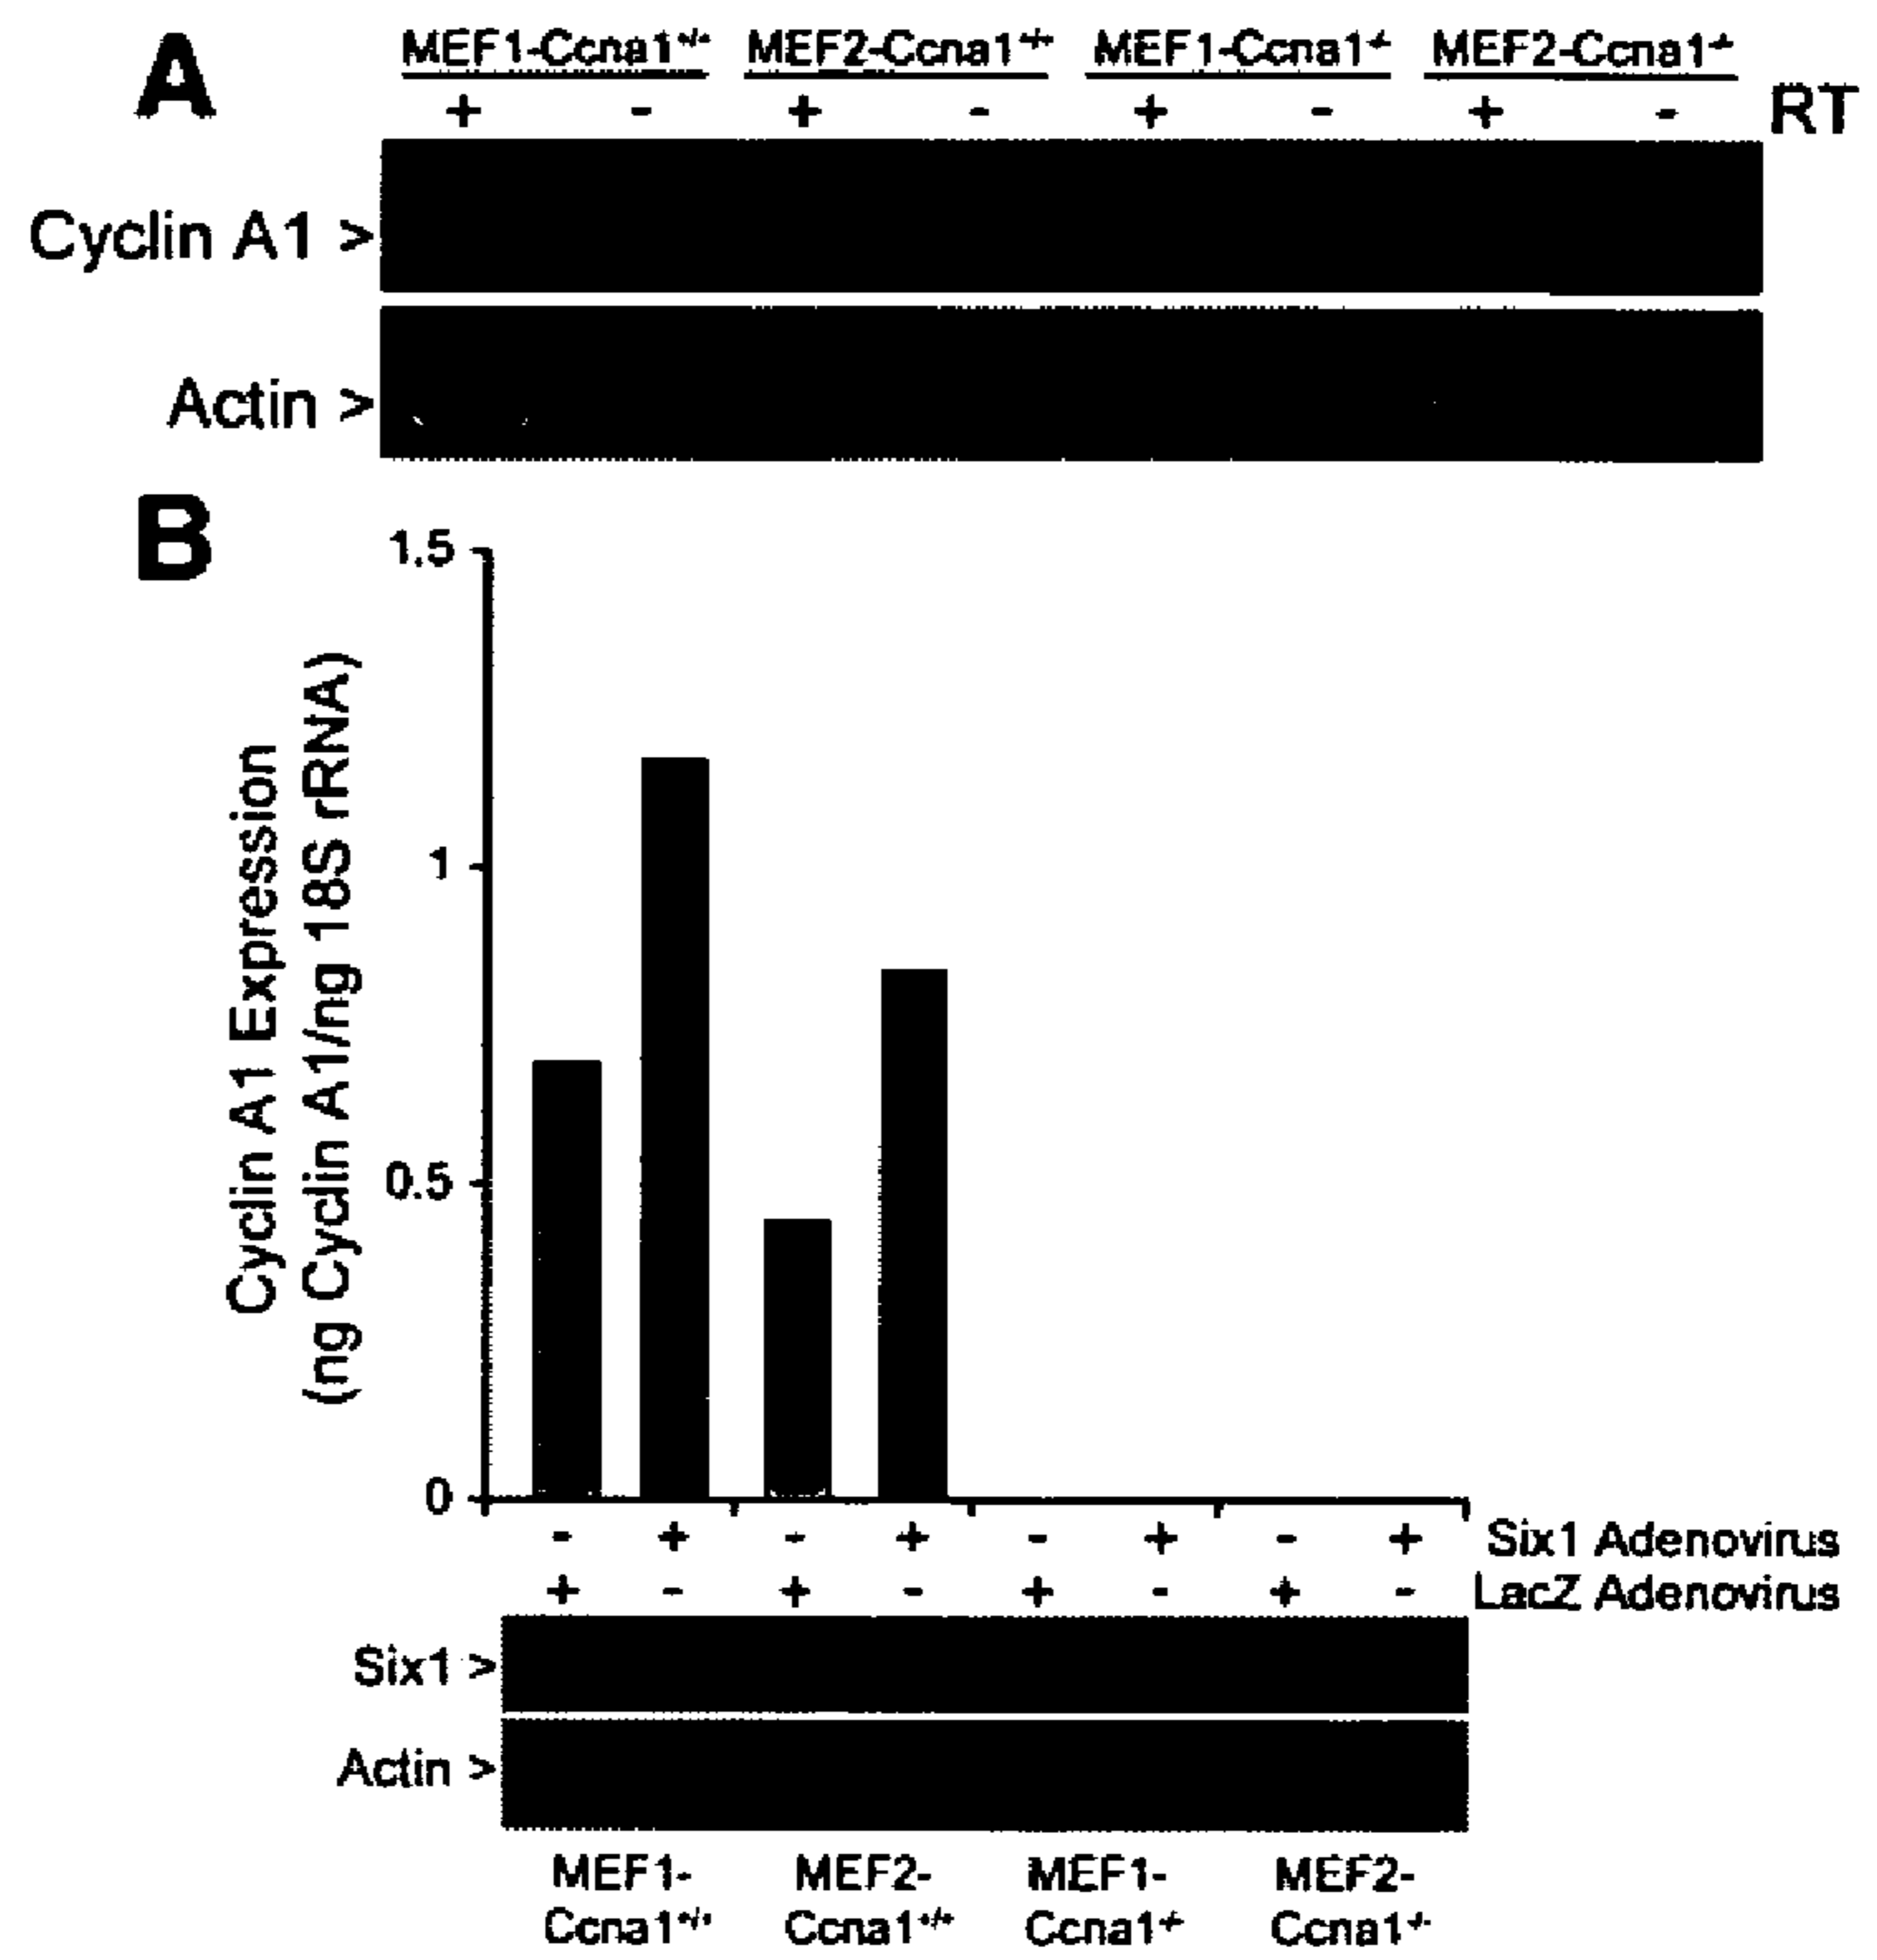 A
MEF1-Ccna1+/+ MEF2-Ccna1+/+ MEF1-Ccna1-/- MEF2-Ccna1-/-
+ - + - + - + - RT
Cyclin A1 >
Actin >
B
Cyclin A1 Expression
(ng Cyclin A1/ng 18S rRNA)
1.5
1
0.5
0
- + - + - + - + Six1 Adenovirus
+ - + - + - + - LacZ Adenovirus
Six1 >
Actin >
MEF1- MEF2- MEF1- MEF2-
Ccna1+/+ Ccna1+/+ Ccna1-/- Ccna1-/-